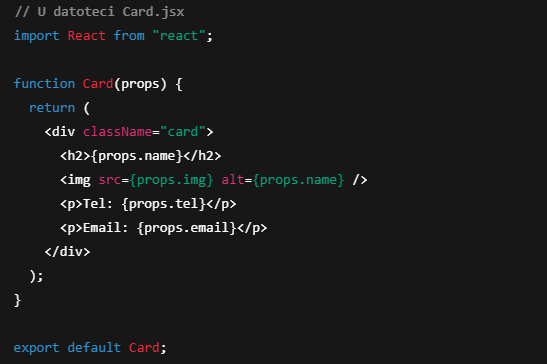 // U datoteci Card.jsx
import React from "react";
function Card(props) {
return (
<div className="card">
<h2>{props.name}</h2>
<img src={props.img} alt={props.name} />
<p>Tel: {props.tel}</p>
<p>Email: {props.email}</p>
</div>
);
}
export default Card;